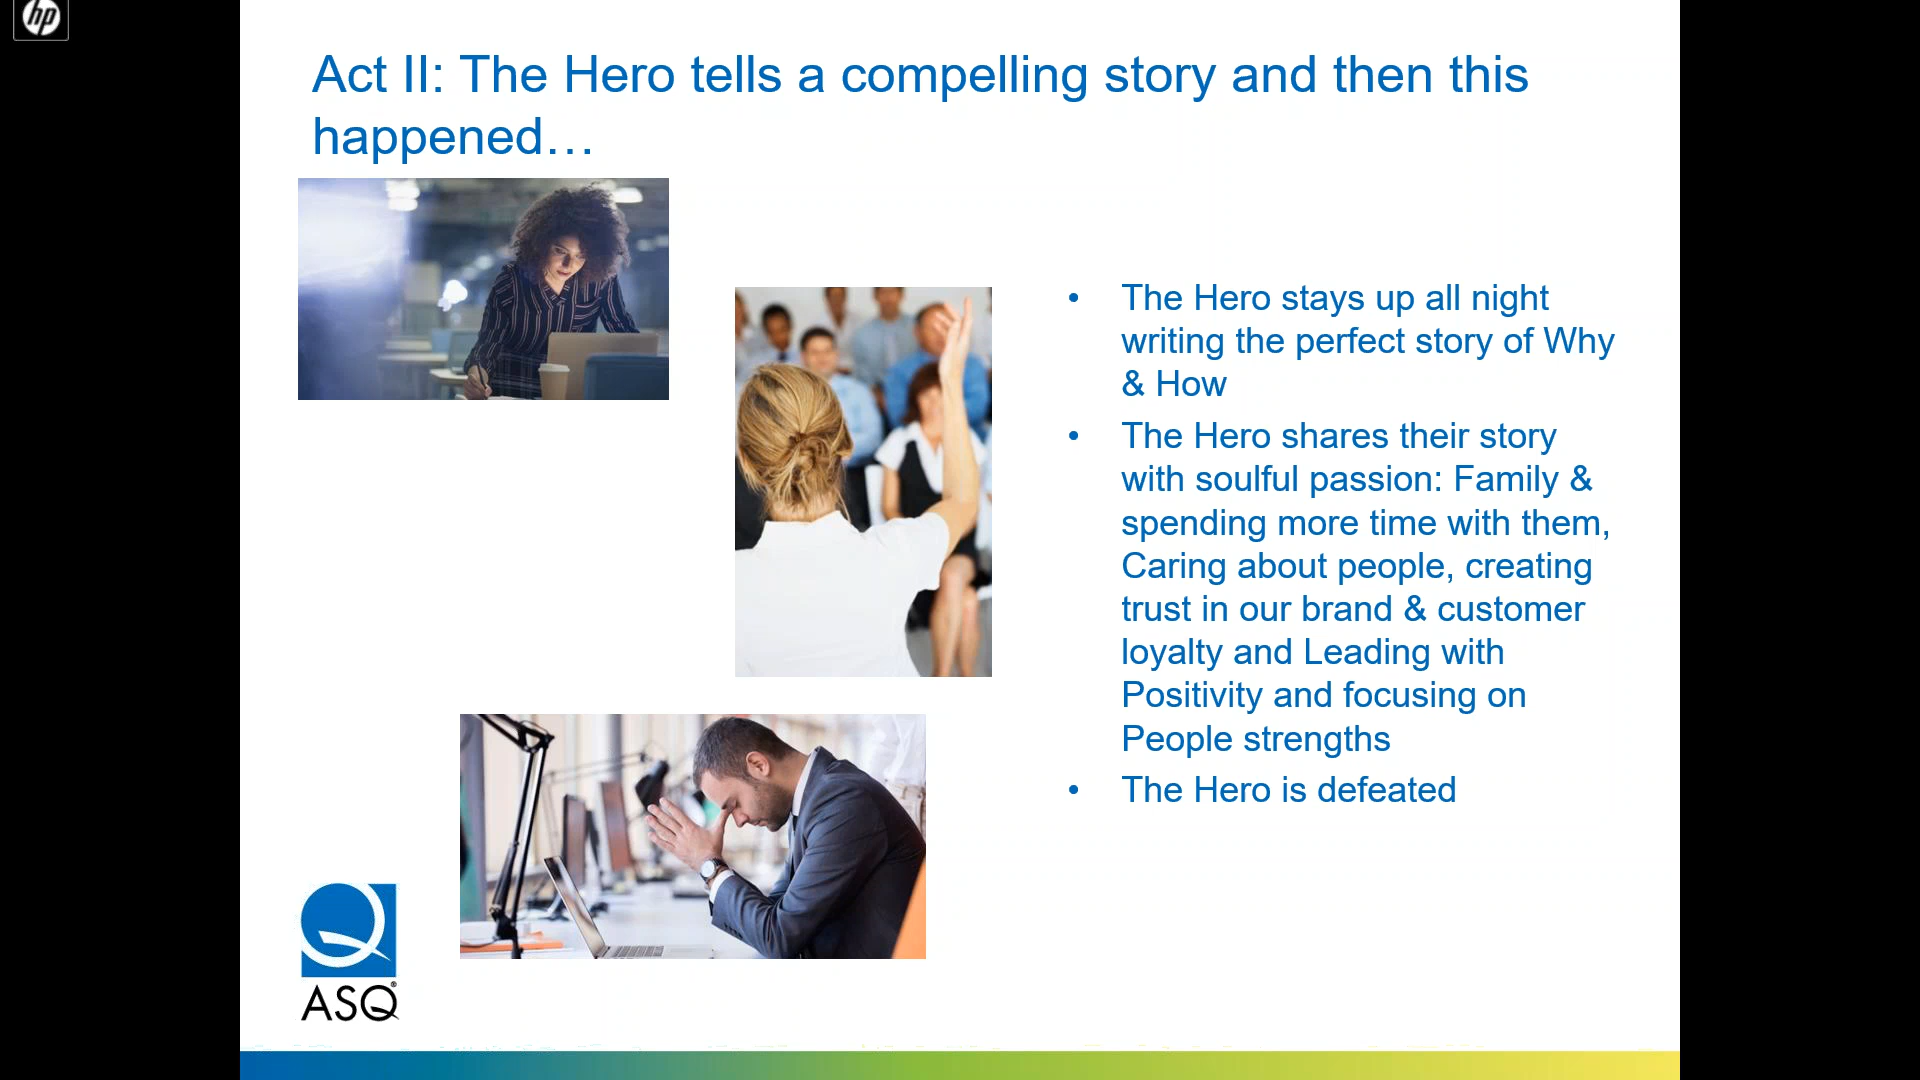 hp
Act II: The Hero tells a compelling story and then this
happened…
• The Hero stays up all night
writing the perfect story of Why
& How
• The Hero shares their story
with soulful passion: Family &
spending more time with them,
Caring about people, creating
trust in our brand & customer
loyalty and Leading with
Positivity and focusing on
People strengths
• The Hero is defeated
ASQ®